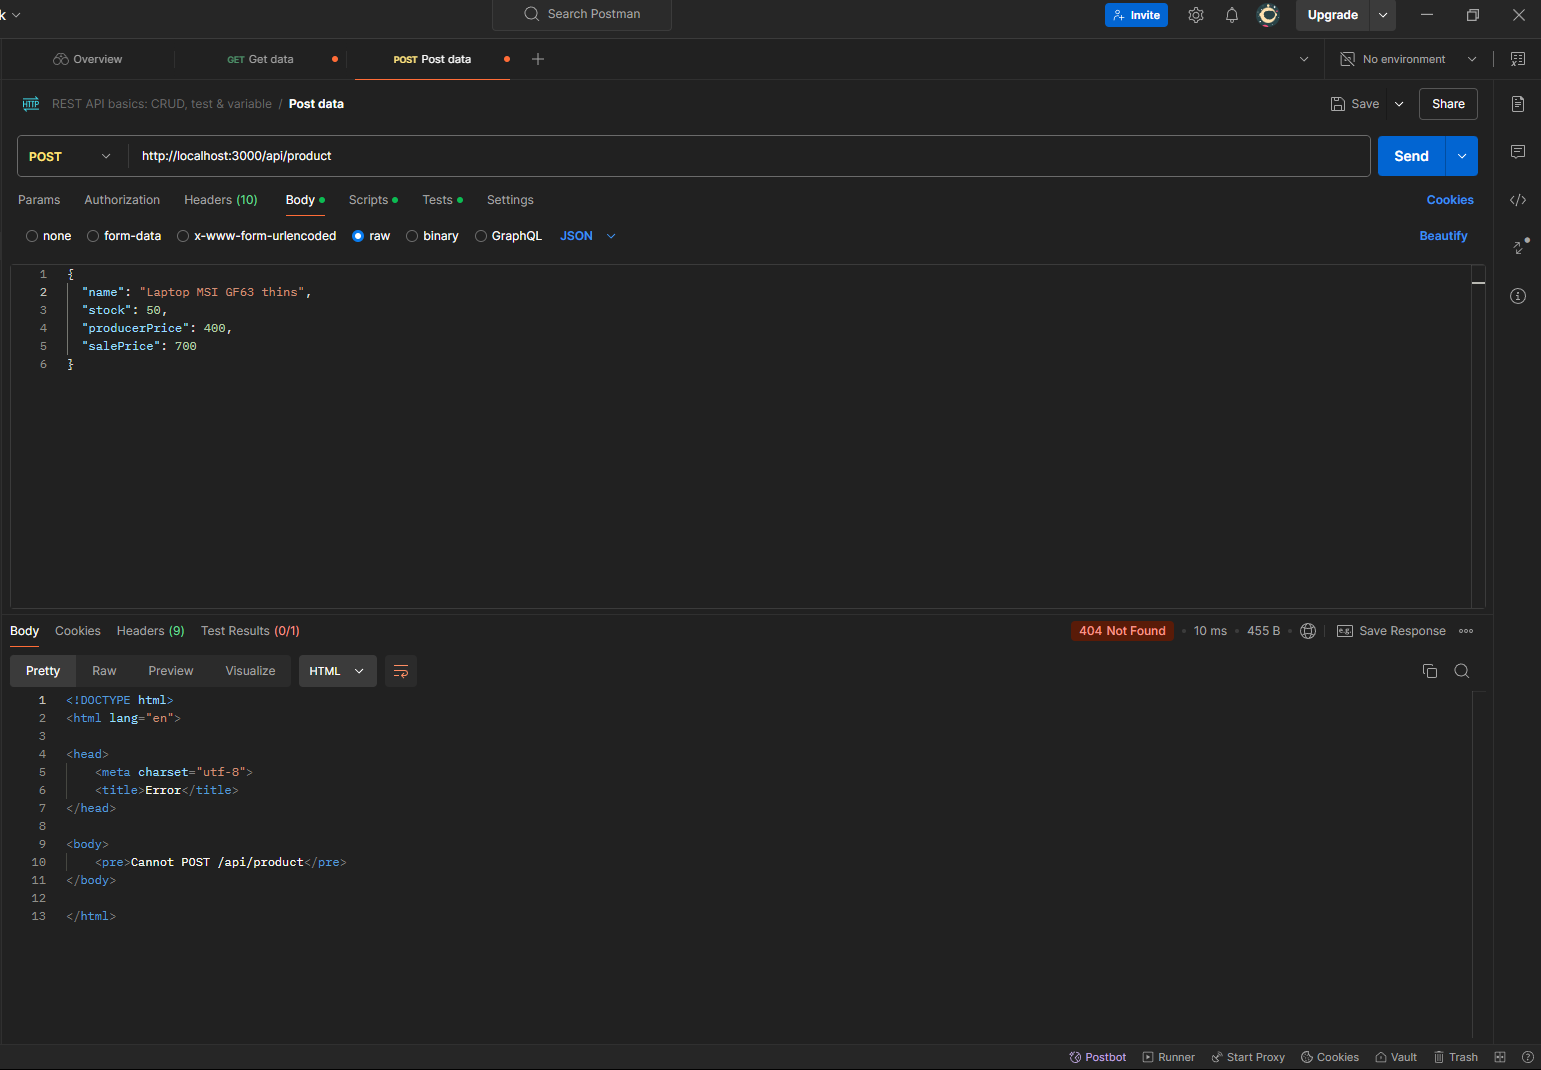 k
Search Postman
Invite
Upgrade
Overview
GET Get data
POST Post data
No environment
HTTP REST API basics: CRUD, test & variable / Post data
Save
Share
POST
http://localhost:3000/api/product
Send
Params
Authorization
Headers (10)
Body
Scripts
Tests
Settings
Cookies
none
form-data
x-www-form-urlencoded
raw
binary
GraphQL
JSON
Beautify
1 {
2 "name": "Laptop MSI GF63 thins",
3 "stock": 50,
4 "producerPrice": 400,
5 "salePrice": 700
6 }
Body
Cookies
Headers (9)
Test Results (0/1)
404 Not Found
10 ms
455 B
e.g.
Save Response
Pretty
Raw
Preview
Visualize
HTML
1 <!DOCTYPE html>
2 <html lang="en">
3
4 <head>
5 <meta charset="utf-8">
6 <title>Error</title>
7 </head>
8
9 <body>
10 <pre>Cannot POST /api/product</pre>
11 </body>
12
13 </html>
Postbot
Runner
Start Proxy
Cookies
Vault
Trash